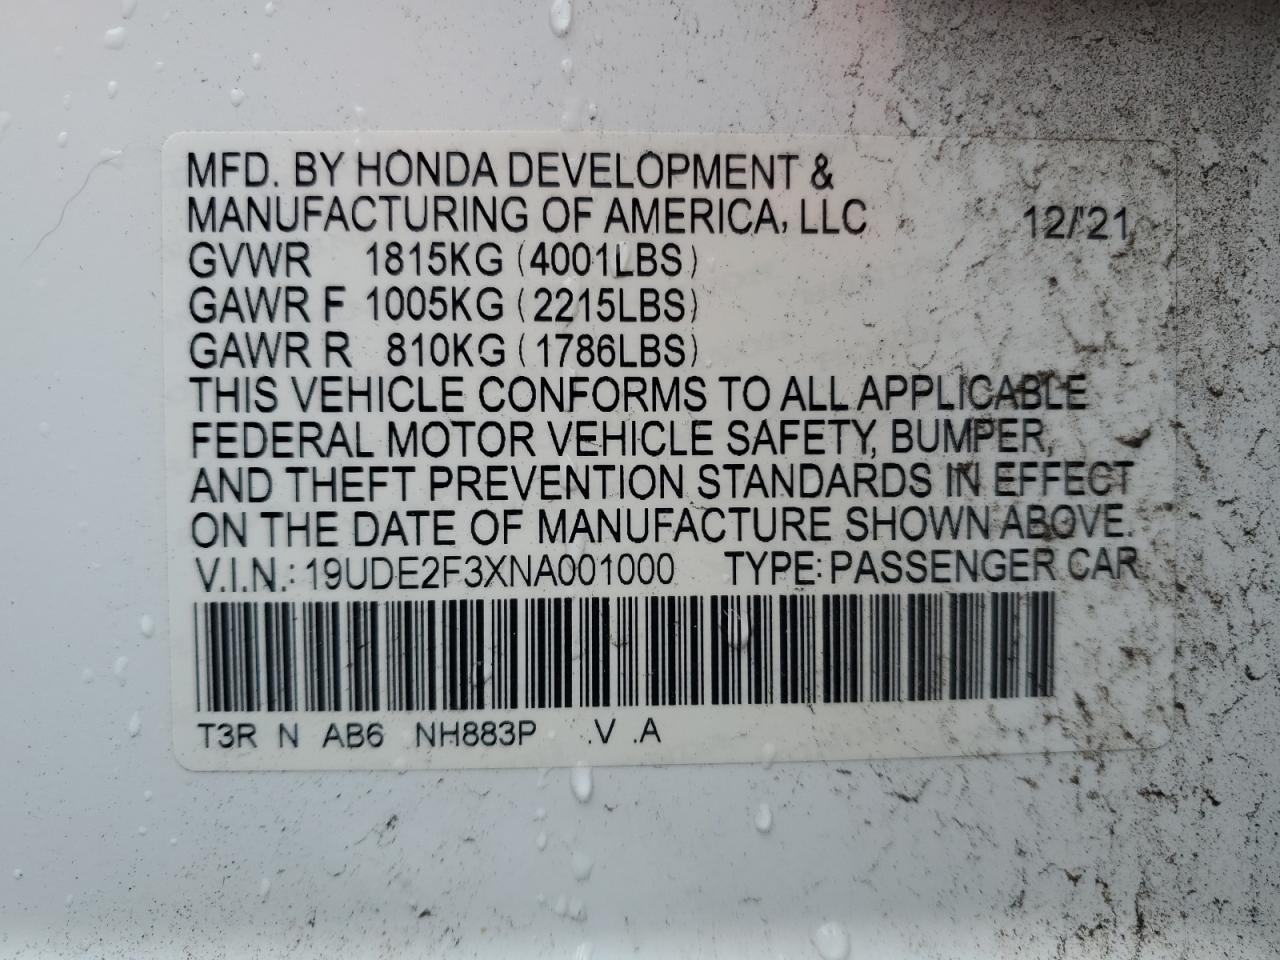 MFD. BY HONDA DEVELOPMENT &
MANUFACTURING OF AMERICA, LLC 12/'21
GVWR 1815KG (4001LBS)
GAWR F 1005KG (2215LBS)
GAWR R 810KG (1786LBS)
THIS VEHICLE CONFORMS TO ALL APPLICABLE
FEDERAL MOTOR VEHICLE SAFETY, BUMPER,
AND THEFT PREVENTION STANDARDS IN EFFECT
ON THE DATE OF MANUFACTURE SHOWN ABOVE.
V.I.N.: 19UDE2F3XNA001000 TYPE: PASSENGER CAR
T3R N AB6 NH883P .V .A